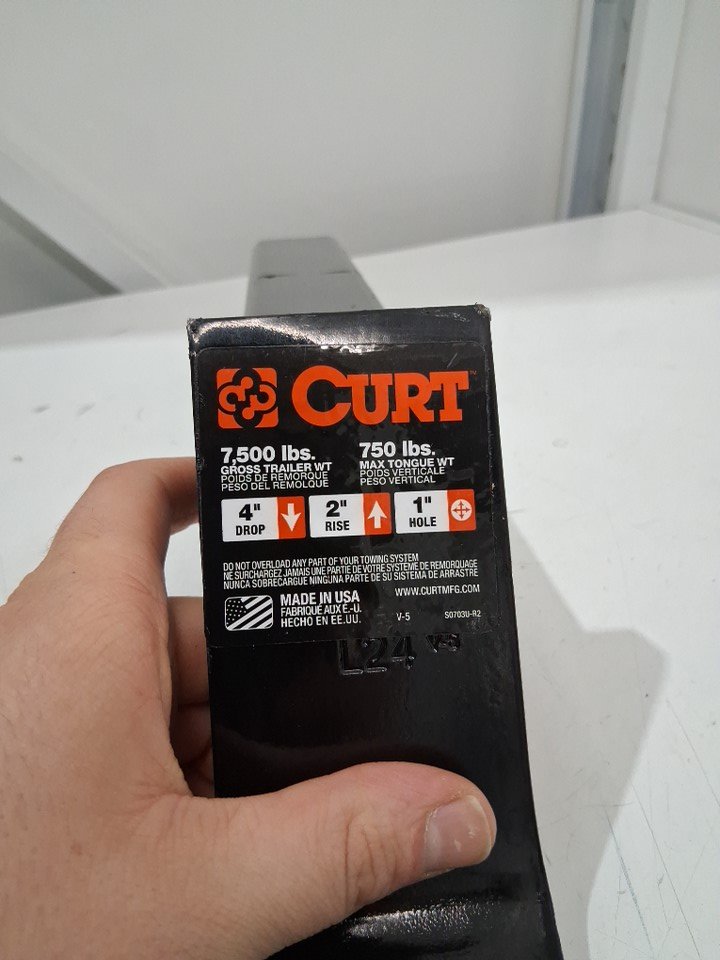 CURT™
7,500 lbs.
GROSS TRAILER WT
POIDS DE REMORQUE
PESO DEL REMOLQUE
750 lbs.
MAX TONGUE WT
POIDS VERTICALE
PESO VERTICAL
4" DROP
2" RISE
1" HOLE
DO NOT OVERLOAD ANY PART OF YOUR TOWING SYSTEM
NE SURCHARGEZ JAMAIS UNE PARTIE DE VOTRE SYSTEME DE REMORQUAGE
NUNCA SOBRECARGUE NINGUNA PARTE DE SU SISTEMA DE ARRASTRE
MADE IN USA
FABRIQUÉ AUX É.-U.
HECHO EN EE.UU.
WWW.CURTMFG.COM
V-5 S0703U-R2
L24 V5